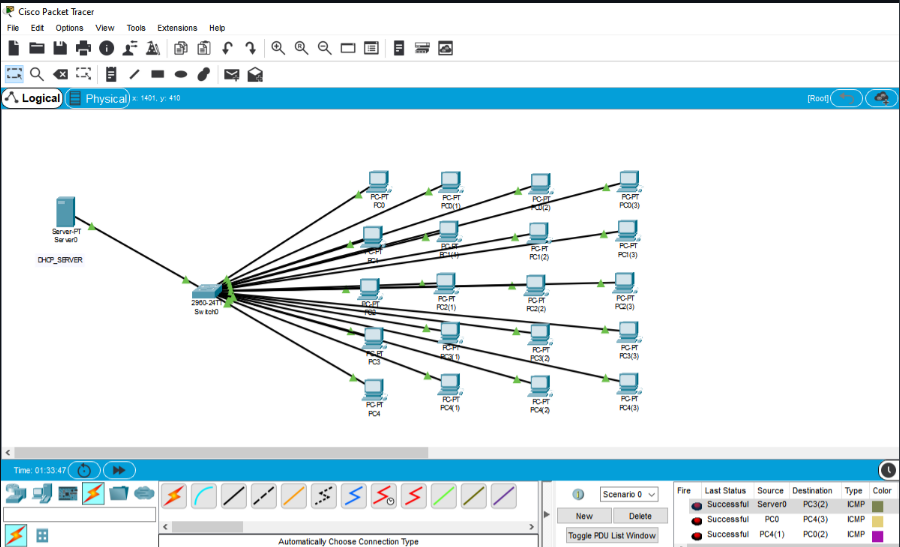 Cisco Packet Tracer
File Edit Options View Tools Extensions Help
Logical Physical x: 1401, y: 410 [Root]
PC-PT PC-PT PC-PT PC-PT
PC0 PC0(1) PC0(2) PC0(3)
Server-PT
Server0
PC-PT PC-PT PC-PT PC-PT
PC1 PC1(1) PC1(2) PC1(3)
DHCP_SERVER
PC-PT PC-PT PC-PT PC-PT
PC2 PC2(1) PC2(2) PC2(3)
2960-24TT
Switch0
PC-PT PC-PT PC-PT PC-PT
PC3 PC3(1) PC3(2) PC3(3)
PC-PT PC-PT PC-PT PC-PT
PC4 PC4(1) PC4(2) PC4(3)
Time: 01:33:47
Scenario 0
New Delete
Toggle PDU List Window
Fire Last Status Source Destination Type Color
Successful Server0 PC3(2) ICMP
Successful PC0 PC4(3) ICMP
Successful PC4(1) PC0(2) ICMP
Automatically Choose Connection Type